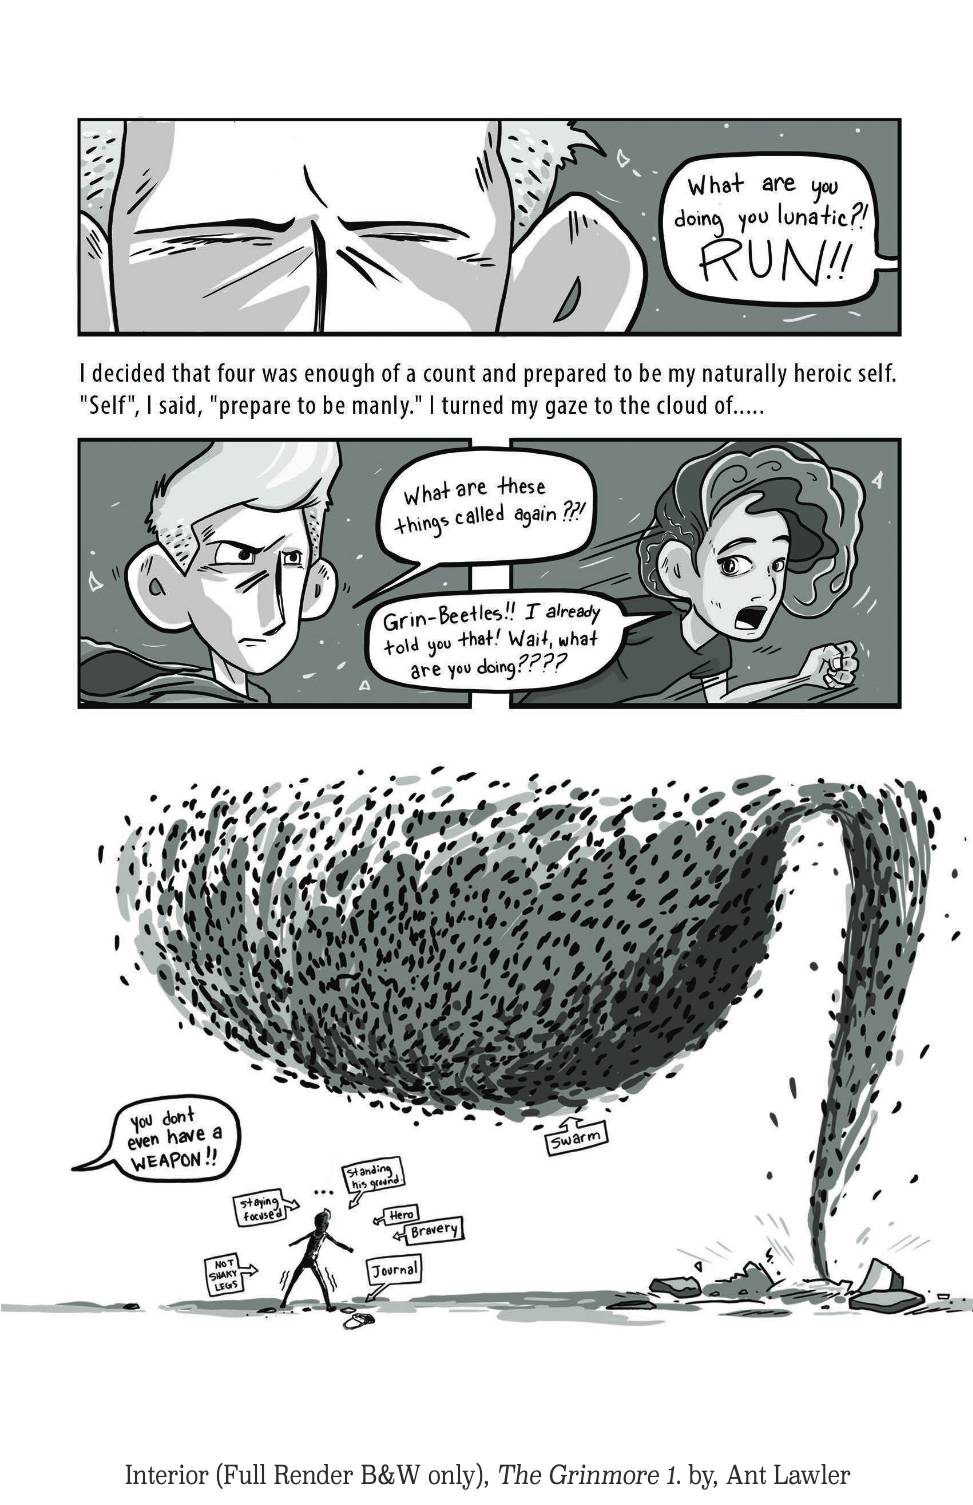 What are you
doing you lunatic?!
RUN!!
I decided that four was enough of a count and prepared to be my naturally heroic self.
"Self", I said, "prepare to be manly." I turned my gaze to the cloud of.....
What are these
things called again ??!
Grin-Beetles!! I already
told you that! Wait, what
are you doing????
Swarm
you dont
even have a
WEAPON!!
Standing
his ground
...
staying
focused
Hero
Bravery
NOT
SHAKY
LEGS
Journal
Interior (Full Render B&W only), The Grinmore 1. by, Ant Lawler